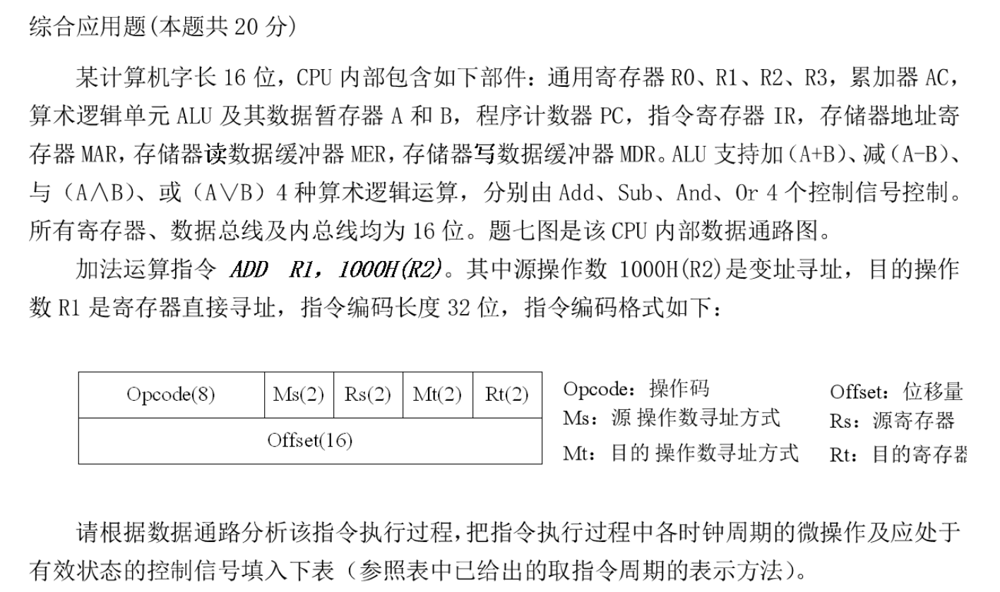 综合应用题(本题共 20 分)
某计算机字长 16 位，CPU 内部包含如下部件：通用寄存器 R0、R1、R2、R3，累加器 AC，
算术逻辑单元 ALU 及其数据暂存器 A 和 B，程序计数器 PC，指令寄存器 IR，存储器地址寄
存器 MAR，存储器读数据缓冲器 MER，存储器写数据缓冲器 MDR。ALU 支持加（A+B）、减（A-B）、
与（A∧B）、或（A∨B）4 种算术逻辑运算，分别由 Add、Sub、And、Or 4 个控制信号控制。
所有寄存器、数据总线及内总线均为 16 位。题七图是该 CPU 内部数据通路图。
加法运算指令 ADD R1，1000H(R2)。其中源操作数 1000H(R2)是变址寻址，目的操作
数 R1 是寄存器直接寻址，指令编码长度 32 位，指令编码格式如下：
Opcode(8) Ms(2) Rs(2) Mt(2) Rt(2)
Offset(16)
Opcode：操作码 Offset：位移量
Ms：源 操作数寻址方式 Rs：源寄存器
Mt：目的 操作数寻址方式 Rt：目的寄存器
请根据数据通路分析该指令执行过程，把指令执行过程中各时钟周期的微操作及应处于
有效状态的控制信号填入下表（参照表中已给出的取指令周期的表示方法）。